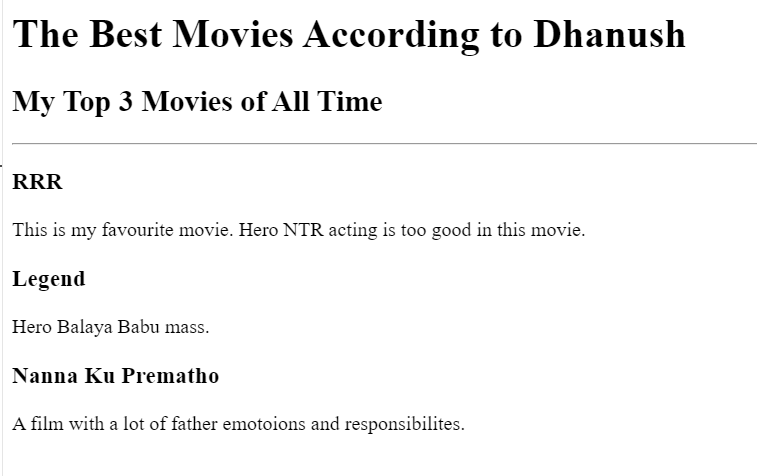 The Best Movies According to Dhanush
My Top 3 Movies of All Time
RRR
This is my favourite movie. Hero NTR acting is too good in this movie.
Legend
Hero Balaya Babu mass.
Nanna Ku Prematho
A film with a lot of father emotoions and responsibilites.